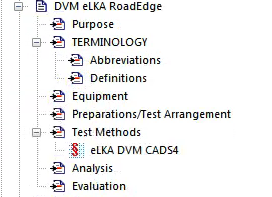 DVM eLKA RoadEdge
Purpose
TERMINOLOGY
Abbreviations
Definitions
Equipment
Preparations/Test Arrangement
Test Methods
§ eLKA DVM CADS4
Analysis
Evaluation